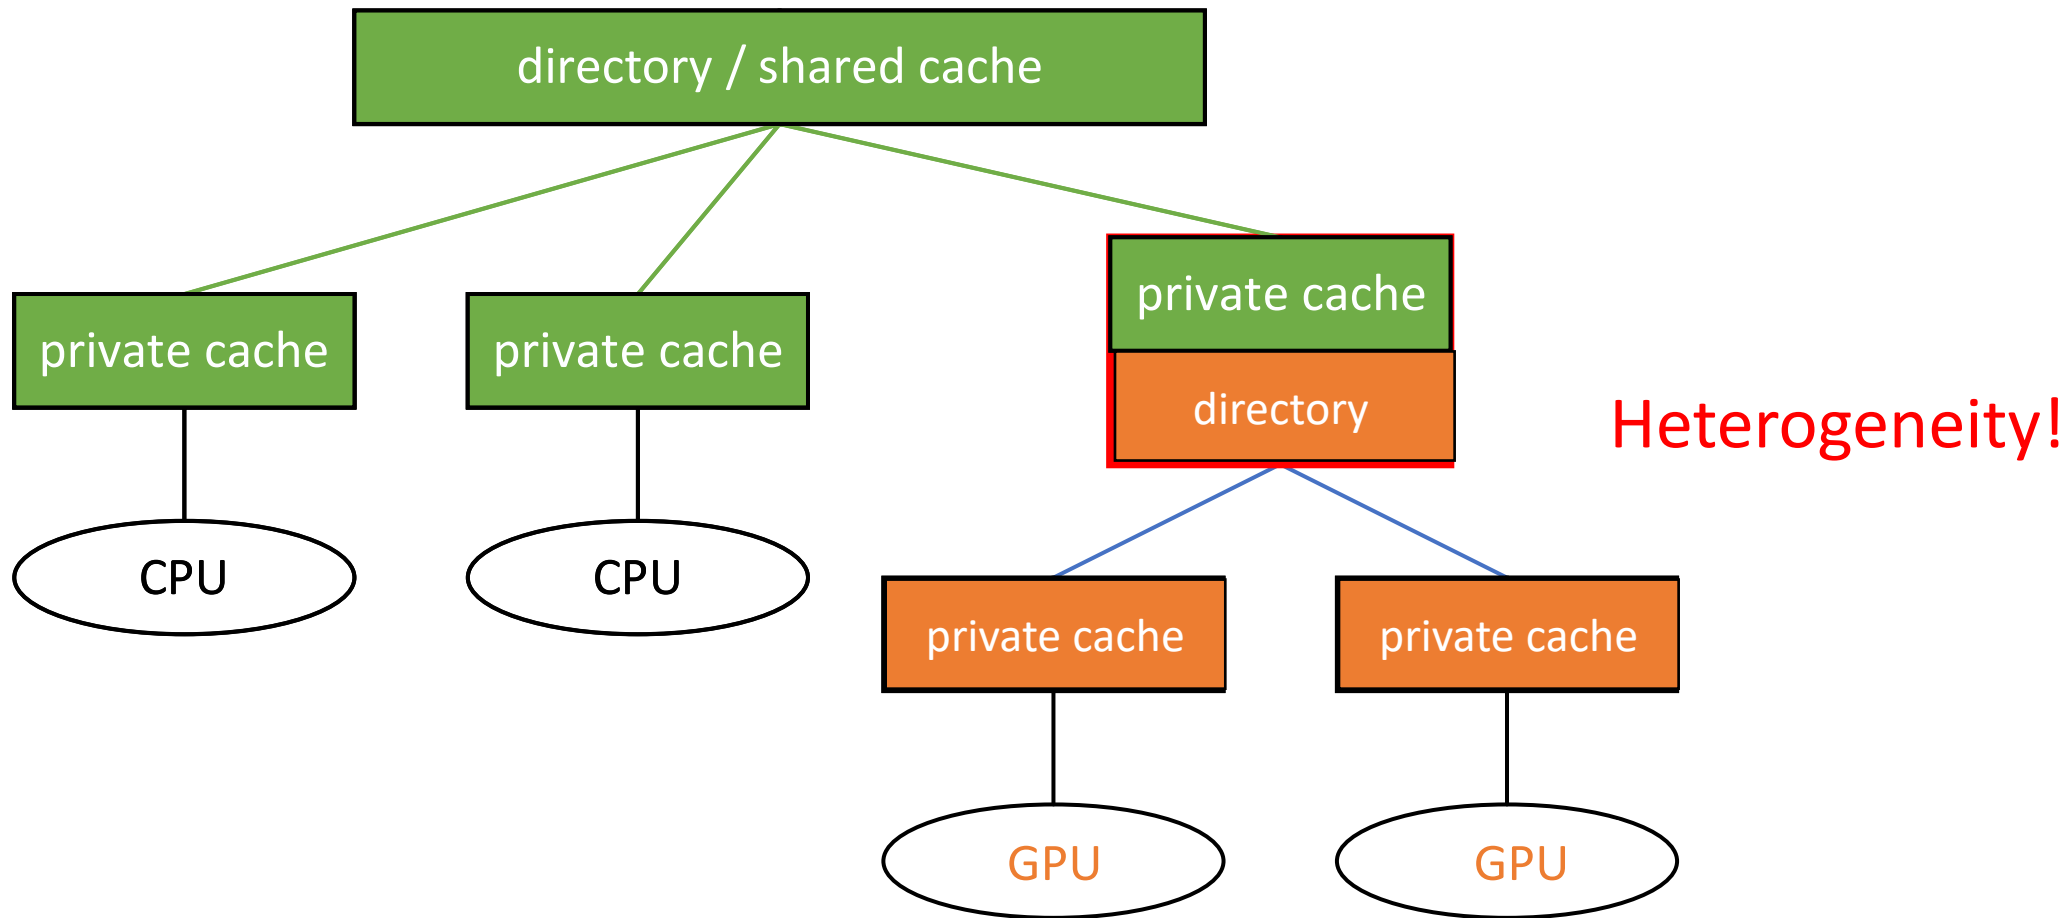 directory / shared cache
private cache
private cache
private cache
directory
Heterogeneity!
CPU
CPU
private cache
private cache
GPU
GPU